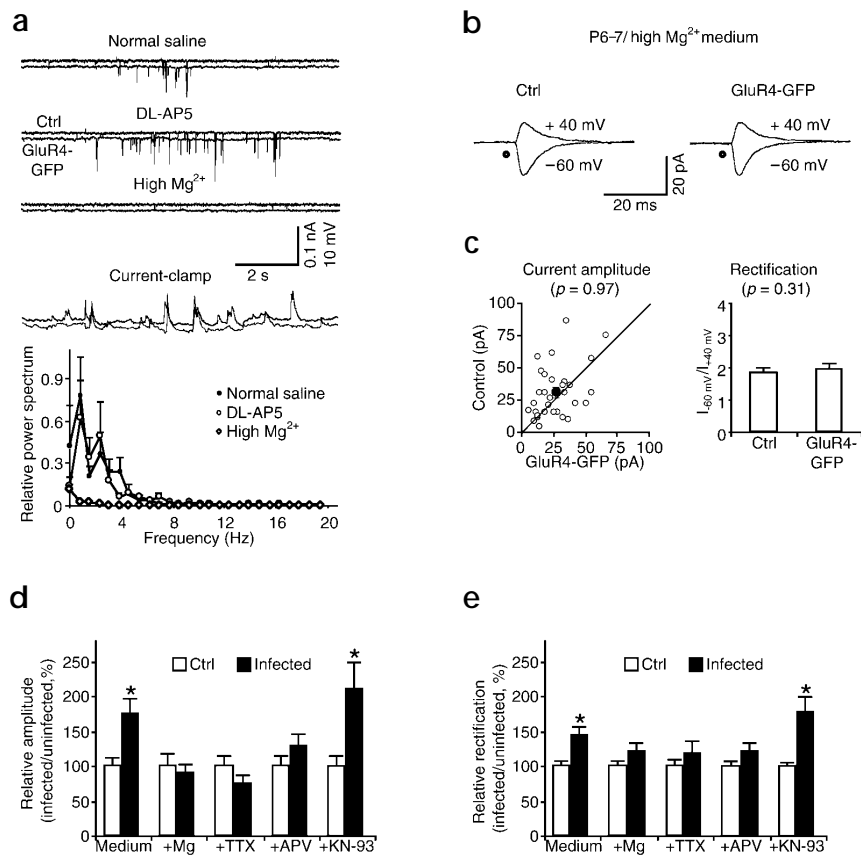 a
Normal saline
DL-AP5
Ctrl
GluR4-
GFP
High Mg2+
0.1 nA
10 mV
2 s
Current-clamp
Relative power spectrum
0.9
0.6
0.3
0
Normal saline
DL-AP5
High Mg2+
0 4 8 12 16 20
Frequency (Hz)
b
P6–7/ high Mg2+ medium
Ctrl
GluR4-GFP
+ 40 mV
−60 mV
+ 40 mV
−60 mV
20 pA
20 ms
c
Current amplitude
(p = 0.97)
Control (pA)
100
75
50
25
0
0 25 50 75 100
GluR4-GFP (pA)
Rectification
(p = 0.31)
I-60 mV/I+40 mV
4
3
2
1
0
Ctrl
GluR4-
GFP
d
Relative amplitude
(infected/uninfected,%)
250
200
150
100
50
0
Ctrl
Infected
*
*
Medium +Mg +TTX +APV +KN-93
e
Relative rectification
(infected/uninfected, %)
250
200
150
100
50
0
Ctrl
Infected
*
*
Medium +Mg +TTX +APV +KN-93